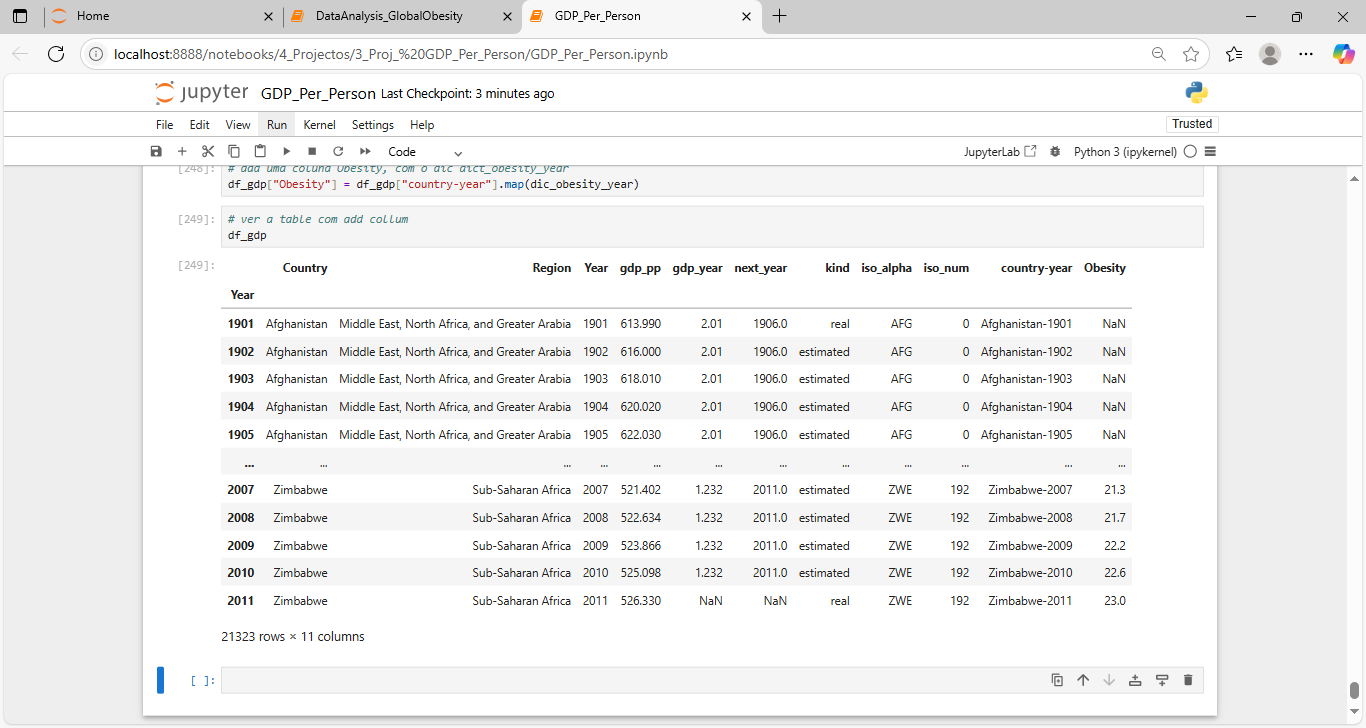 Home
DataAnalysis_GlobalObesity
GDP_Per_Person
localhost:8888/notebooks/4_Projectos/3_Proj_%20GDP_Per_Person/GDP_Per_Person.ipynb
jupyter GDP_Per_Person Last Checkpoint: 3 minutes ago
File Edit View Run Kernel Settings Help Trusted
Code JupyterLab Python 3 (ipykernel)
[248]: # add uma coluna Obesity, com o dic dict_obesity_year
df_gdp["Obesity"] = df_gdp["country-year"].map(dic_obesity_year)
[249]: # ver a table com add collum
df_gdp
[249]: Country Region Year gdp_pp gdp_year next_year kind iso_alpha iso_num country-year Obesity
Year
1901 Afghanistan Middle East, North Africa, and Greater Arabia 1901 613.990 2.01 1906.0 real AFG 0 Afghanistan-1901 NaN
1902 Afghanistan Middle East, North Africa, and Greater Arabia 1902 616.000 2.01 1906.0 estimated AFG 0 Afghanistan-1902 NaN
1903 Afghanistan Middle East, North Africa, and Greater Arabia 1903 618.010 2.01 1906.0 estimated AFG 0 Afghanistan-1903 NaN
1904 Afghanistan Middle East, North Africa, and Greater Arabia 1904 620.020 2.01 1906.0 estimated AFG 0 Afghanistan-1904 NaN
1905 Afghanistan Middle East, North Africa, and Greater Arabia 1905 622.030 2.01 1906.0 estimated AFG 0 Afghanistan-1905 NaN
... ... ... ... ... ... ... ... ... ... ... ...
2007 Zimbabwe Sub-Saharan Africa 2007 521.402 1.232 2011.0 estimated ZWE 192 Zimbabwe-2007 21.3
2008 Zimbabwe Sub-Saharan Africa 2008 522.634 1.232 2011.0 estimated ZWE 192 Zimbabwe-2008 21.7
2009 Zimbabwe Sub-Saharan Africa 2009 523.866 1.232 2011.0 estimated ZWE 192 Zimbabwe-2009 22.2
2010 Zimbabwe Sub-Saharan Africa 2010 525.098 1.232 2011.0 estimated ZWE 192 Zimbabwe-2010 22.6
2011 Zimbabwe Sub-Saharan Africa 2011 526.330 NaN NaN real ZWE 192 Zimbabwe-2011 23.0
21323 rows × 11 columns
[ ]: